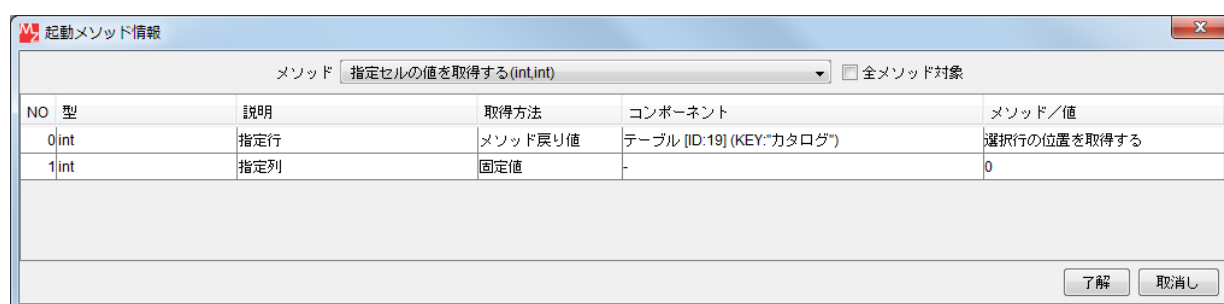 起動メソッド情報
メソッド 指定セルの値を取得する(int,int) 全メソッド対象
NO 型 説明 取得方法 コンポーネント メソッド／値
0 int 指定行 メソッド戻り値 テーブル [ID:19] (KEY:"カタログ") 選択行の位置を取得する
1 int 指定列 固定値 - 0
了解 取消し